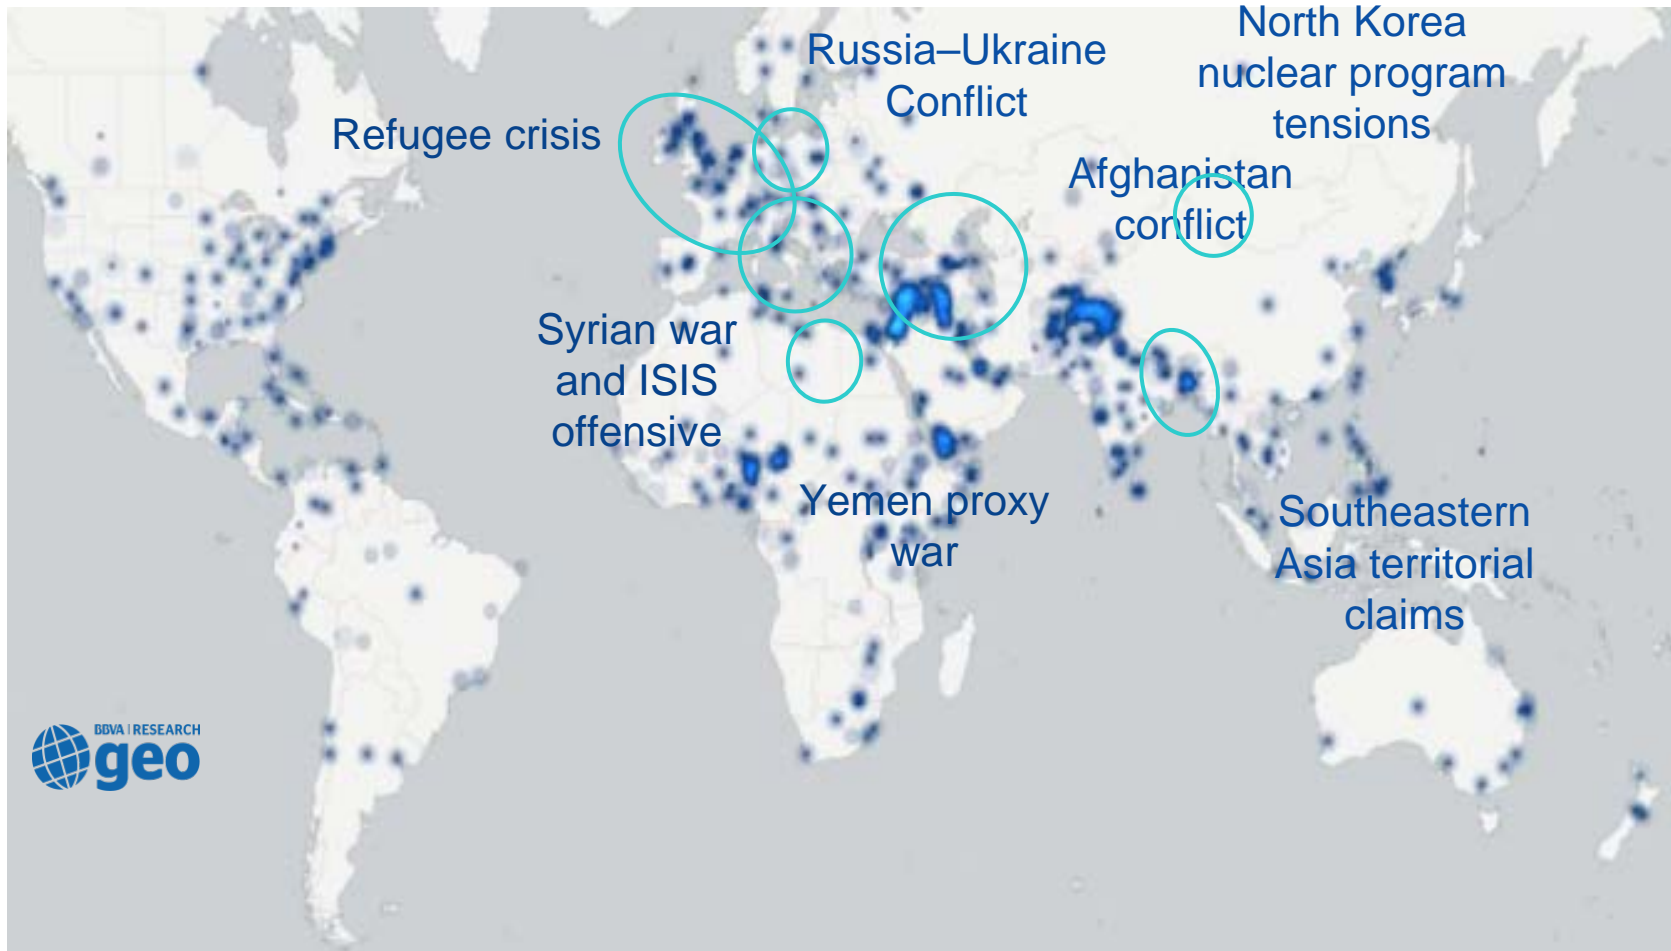 North Korea
nuclear program
tensions
Russia–Ukraine
Conflict
Refugee crisis
Afghanistan
conflict
Syrian war
and ISIS
offensive
Yemen proxy
war
Southeastern
Asia territorial
claims
BBVA | RESEARCH
geo